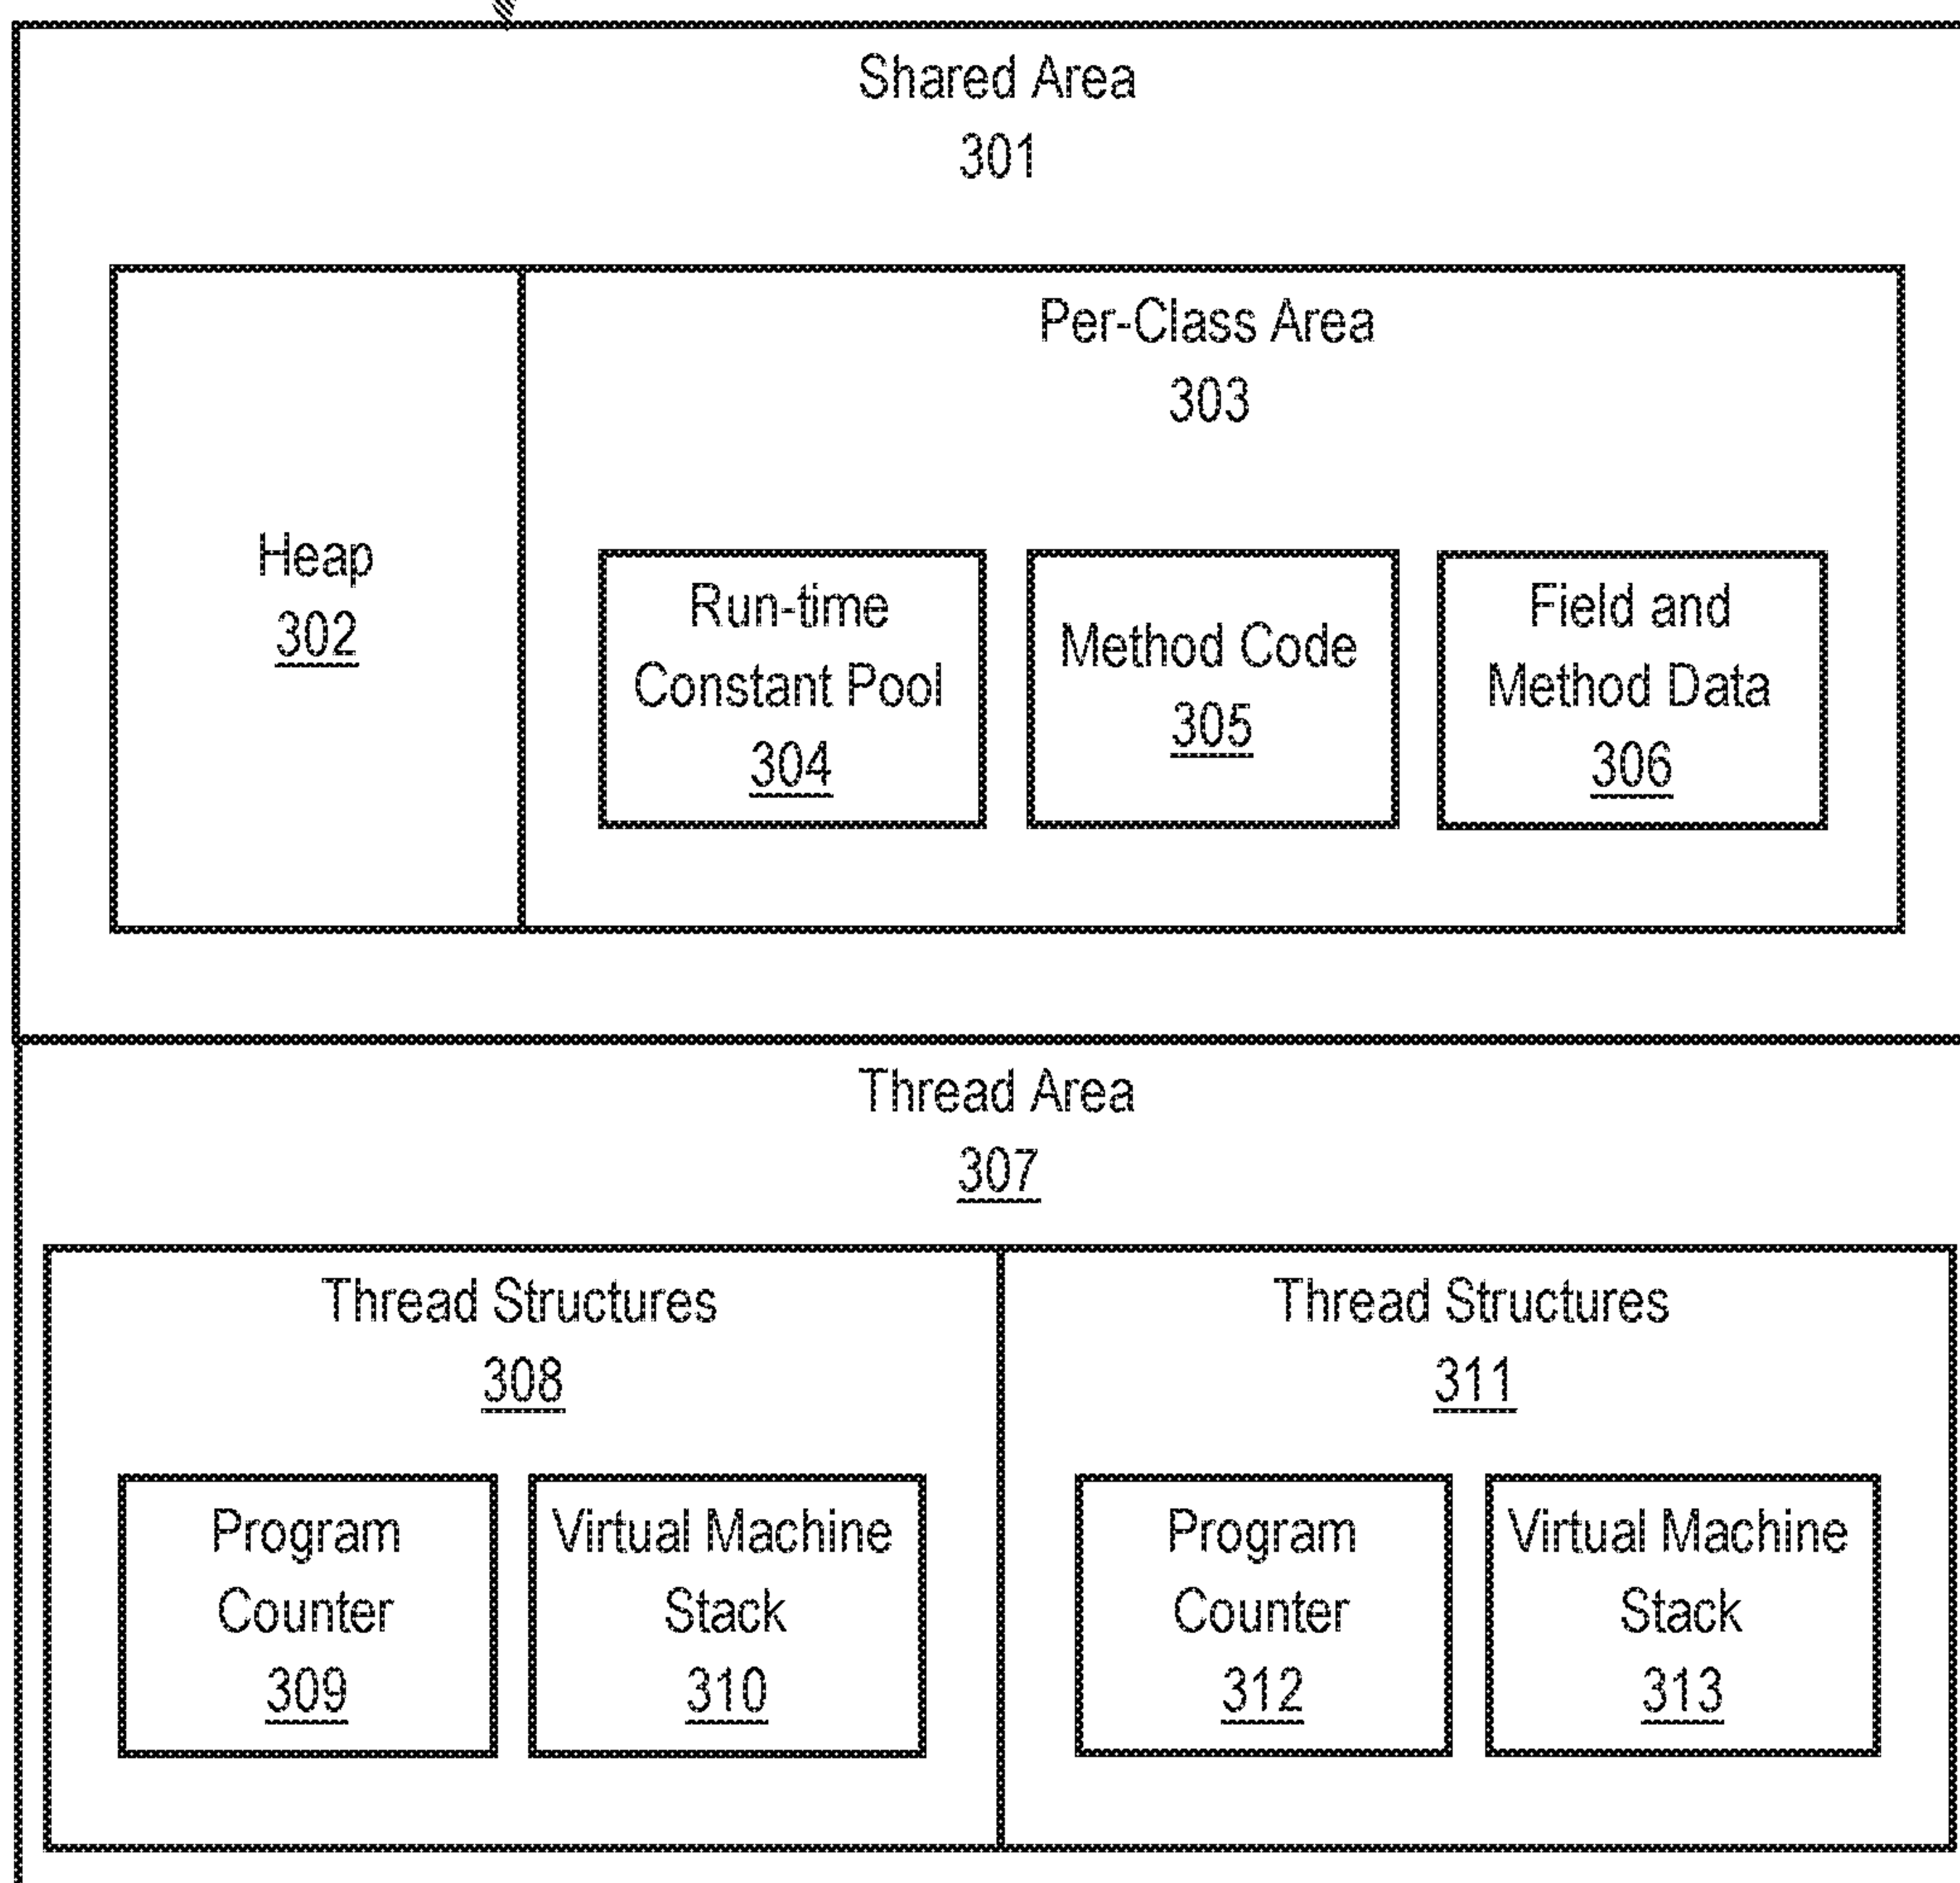 Shared Area
301
Per-Class Area
303
Heap
302
Run-time
Constant Pool
304
Method Code
305
Field and
Method Data
306
Thread Area
307
Thread Structures
308
Program
Counter
309
Virtual Machine
Stack
310
Thread Structures
311
Program
Counter
312
Virtual Machine
Stack
313